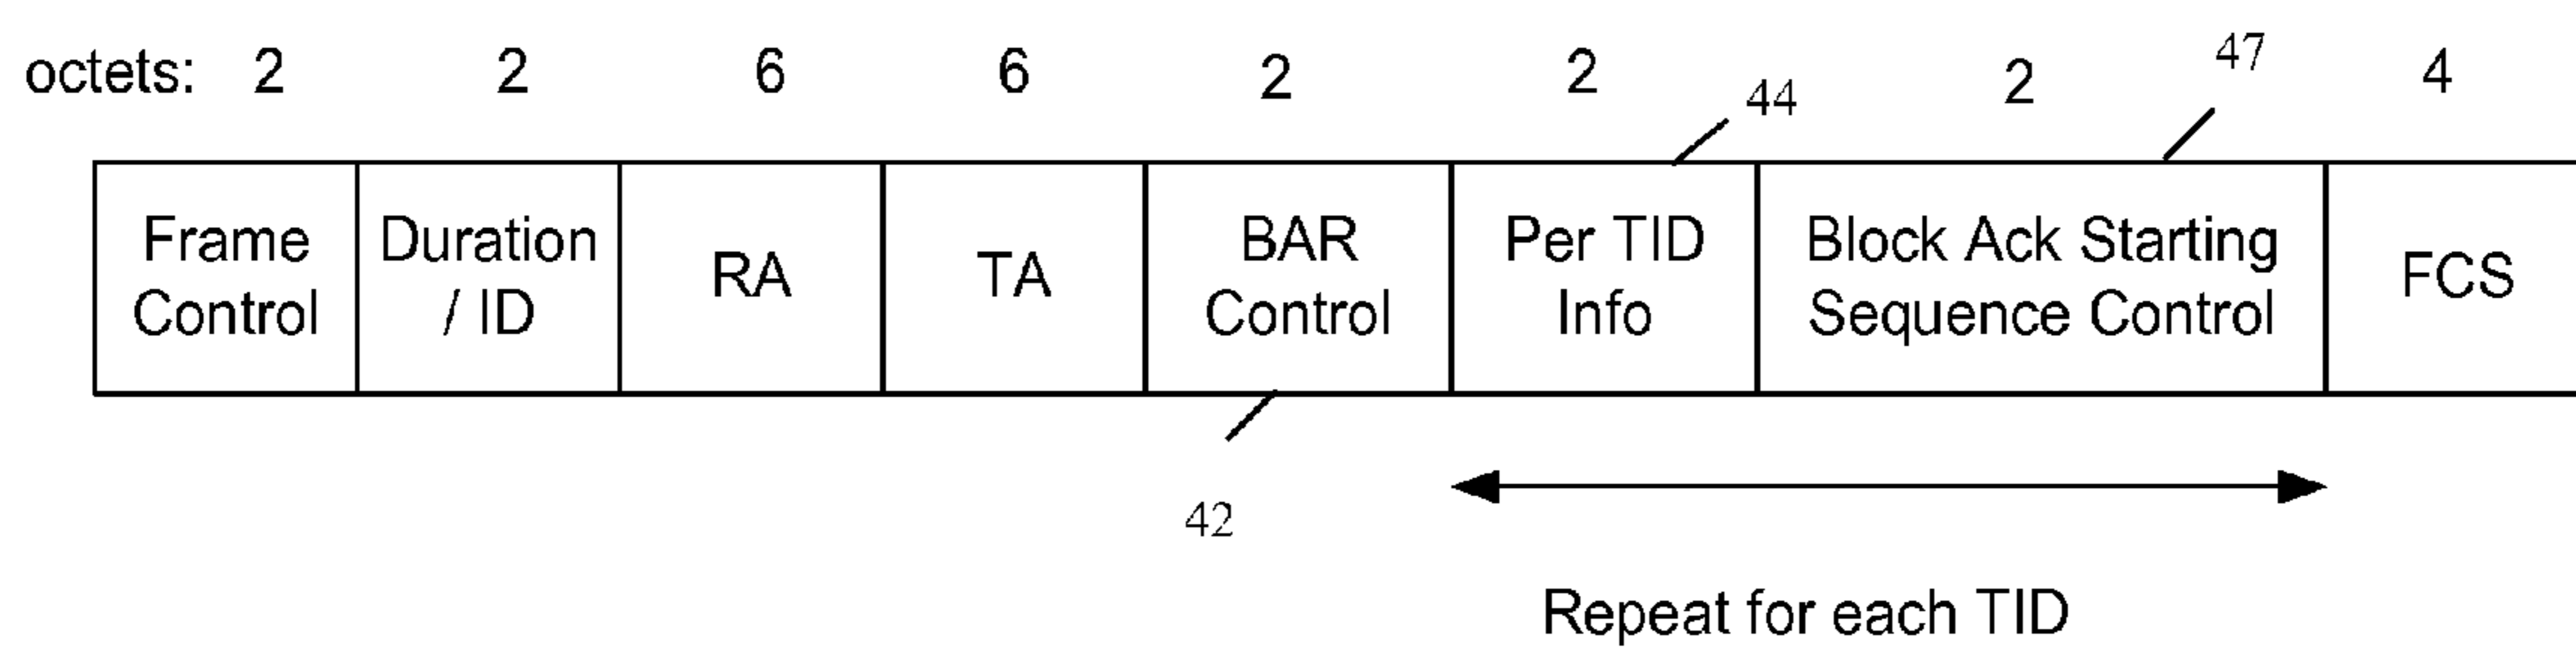 octets: 2 2 6 6 2 2 2 4
44
47
Frame Control
Duration / ID
RA
TA
BAR Control
Per TID Info
Block Ack Starting Sequence Control
FCS
42
Repeat for each TID